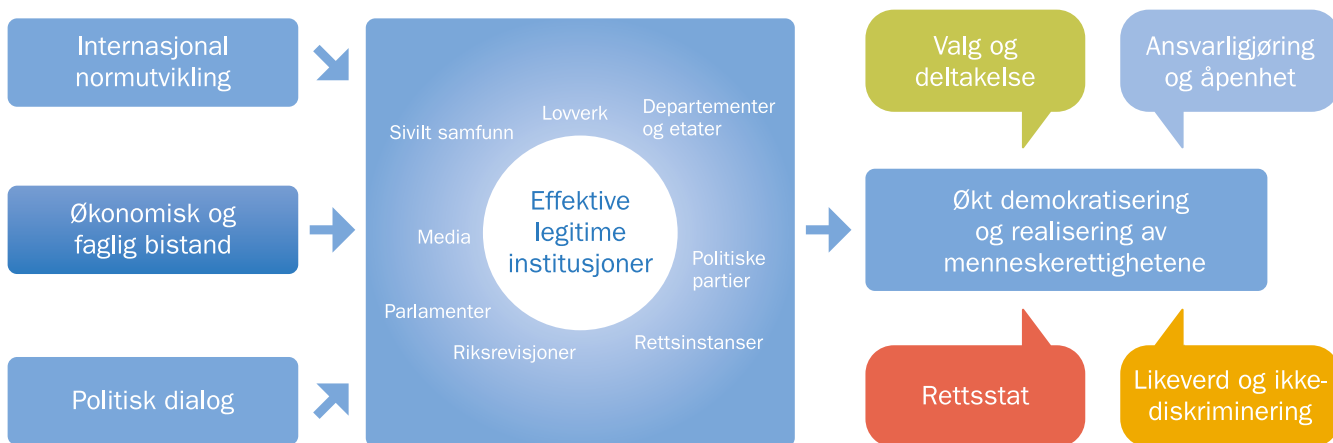 Internasjonal
normutvikling
Økonomisk og
faglig bistand
Politisk dialog
Lovverk
Departementer
og etater
Sivilt samfunn
Media
Effektive
legitime
institusjoner
Politiske
partier
Parlamenter
Riksrevisjoner
Rettsinstanser
Valg og
deltakelse
Ansvarligjøring
og åpenhet
Økt demokratisering
og realisering av
menneskerettighetene
Rettsstat
Likeverd og ikke-
diskriminering